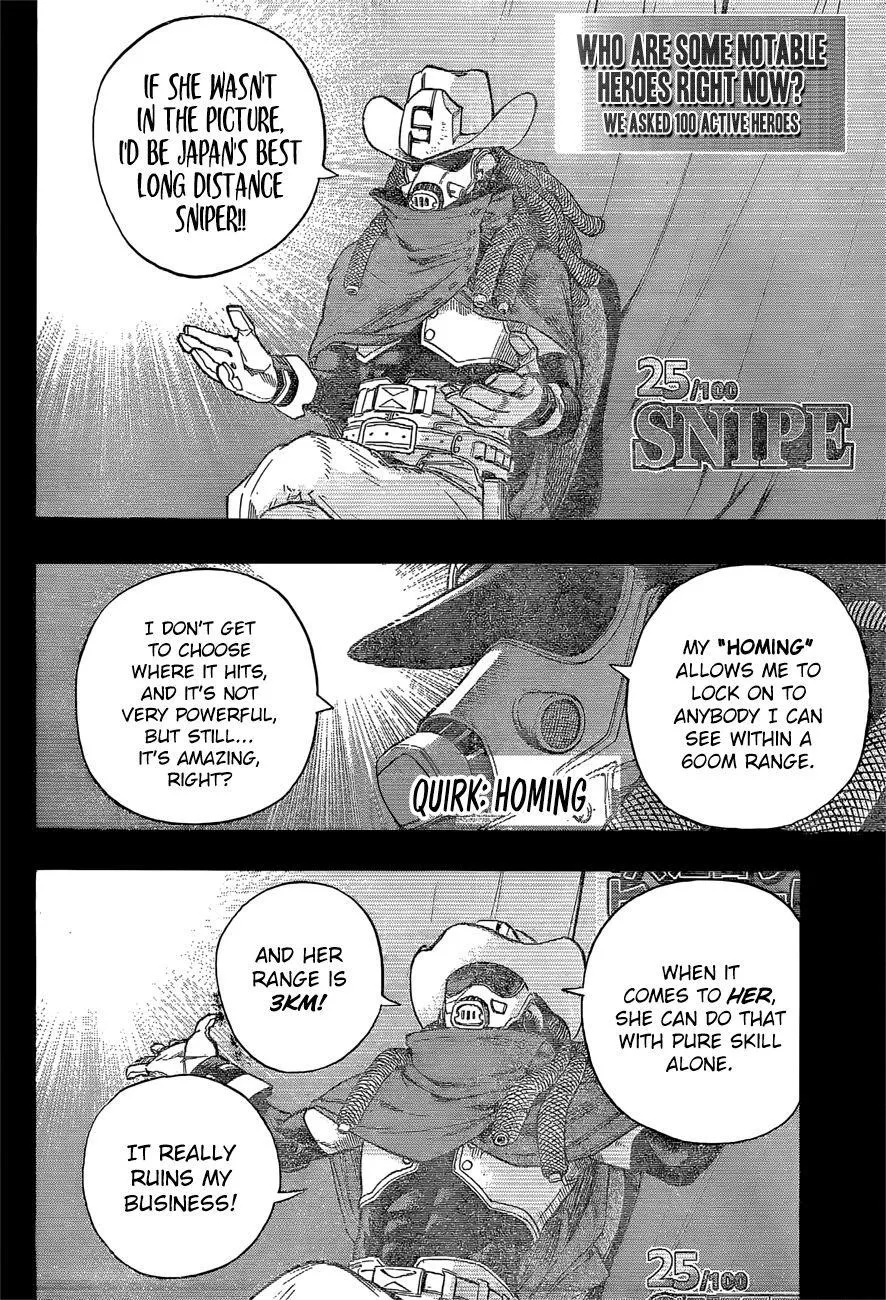 WHO ARE SOME NOTABLE
HEROES RIGHT NOW?
WE ASKED 100 ACTIVE HEROES
IF SHE WASN'T
IN THE PICTURE,
I'D BE JAPAN'S BEST
LONG DISTANCE
SNIPER!!
25/100
SNIPE
MY "HOMING"
ALLOWS ME TO
LOCK ON TO
ANYBODY I CAN
SEE WITHIN A
600M RANGE.
QUIRK: HOMING
I DON'T GET
TO CHOOSE
WHERE IT HITS,
AND IT'S NOT
VERY POWERFUL,
BUT STILL...
IT'S AMAZING,
RIGHT?
WHEN IT
COMES TO HER,
SHE CAN DO THAT
WITH PURE SKILL
ALONE.
AND HER
RANGE IS
3KM!
IT REALLY
RUINS MY
BUSINESS!
25/100